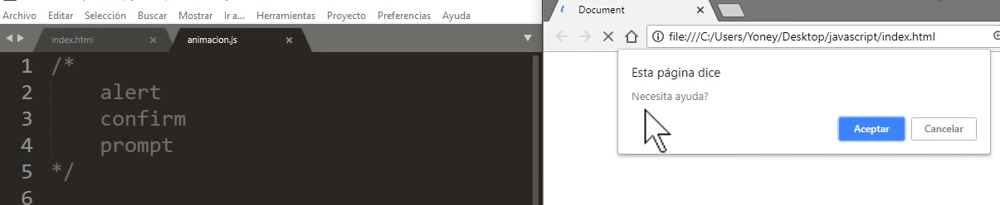 Archivo Editar Selección Buscar Mostrar Ir a... Herramientas Proyecto Preferencias Ayuda
index.html × animacion.js ×
1 /*
2 alert
3 confirm
4 prompt
5 */
6
Document ×
file:///C:/Users/Yoney/Desktop/javascript/index.html
Esta página dice
Necesita ayuda?
Aceptar Cancelar